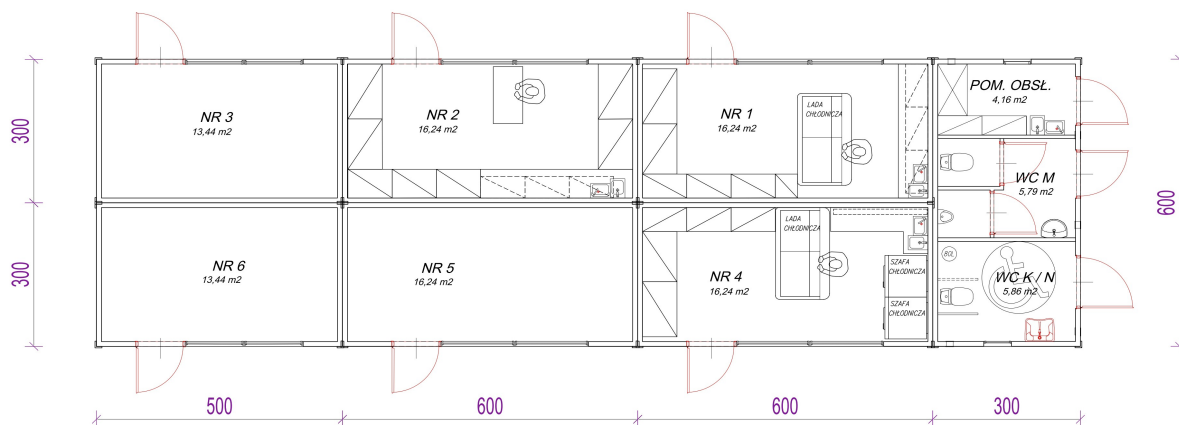 NR 3
13,44 m2
NR 2
16,24 m2
NR 1
16,24 m2
LADA
CHŁODNICZA
POM. OBSŁ.
4,16 m2
WC M
5,79 m2
NR 6
13,44 m2
NR 5
16,24 m2
NR 4
16,24 m2
LADA
CHŁODNICZA
SZAFA
CHŁODNICZA
SZAFA
CHŁODNICZA
BOL
WC K / N
5,86 m2
300
300
600
500
600
600
300